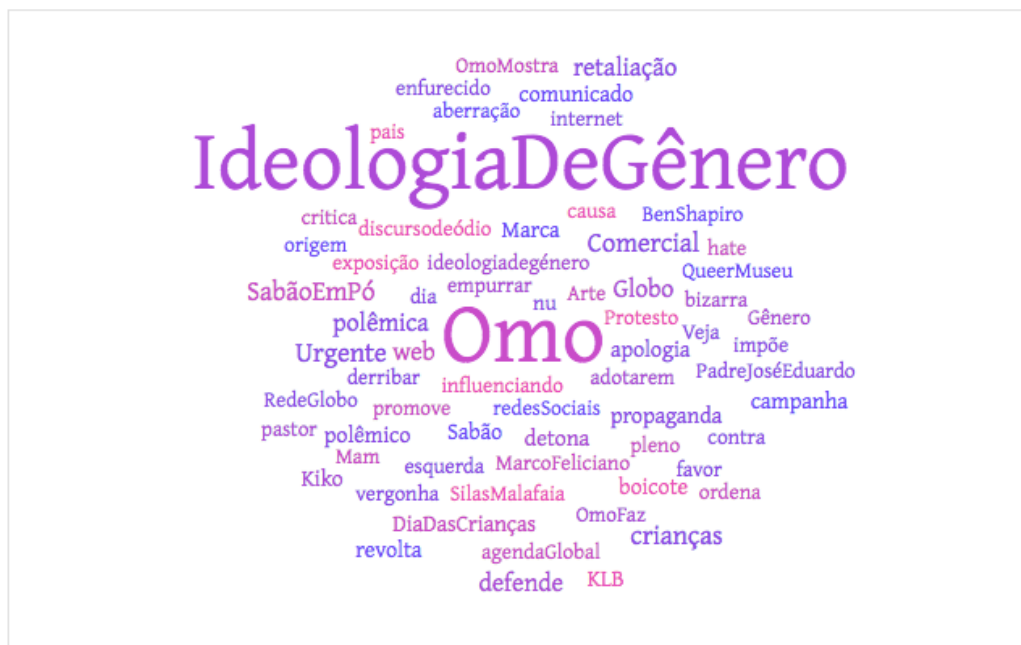 OmoMostra retaliação
enfurecido comunicado
aberração internet
pais
IdeologiaDeGênero
causa BenShapiro
critica discursodeódio Marca
origem Comercial hate
exposição ideologiadegénero QueerMuseu
SabãoEmPó dia empurrar nu Arte Globo bizarra
polêmica Omo Protesto Veja Gênero
Urgente web apologia impõe
derribar influenciando adotarem PadreJoséEduardo
RedeGlobo promove redesSociais propaganda campanha
pastor polêmico Sabão detona pleno contra
Mam esquerda MarcoFeliciano favor
Kiko vergonha SilasMalafaia boicote ordena
DiaDasCrianças OmoFaz
revolta agendaGlobal crianças
defende KLB